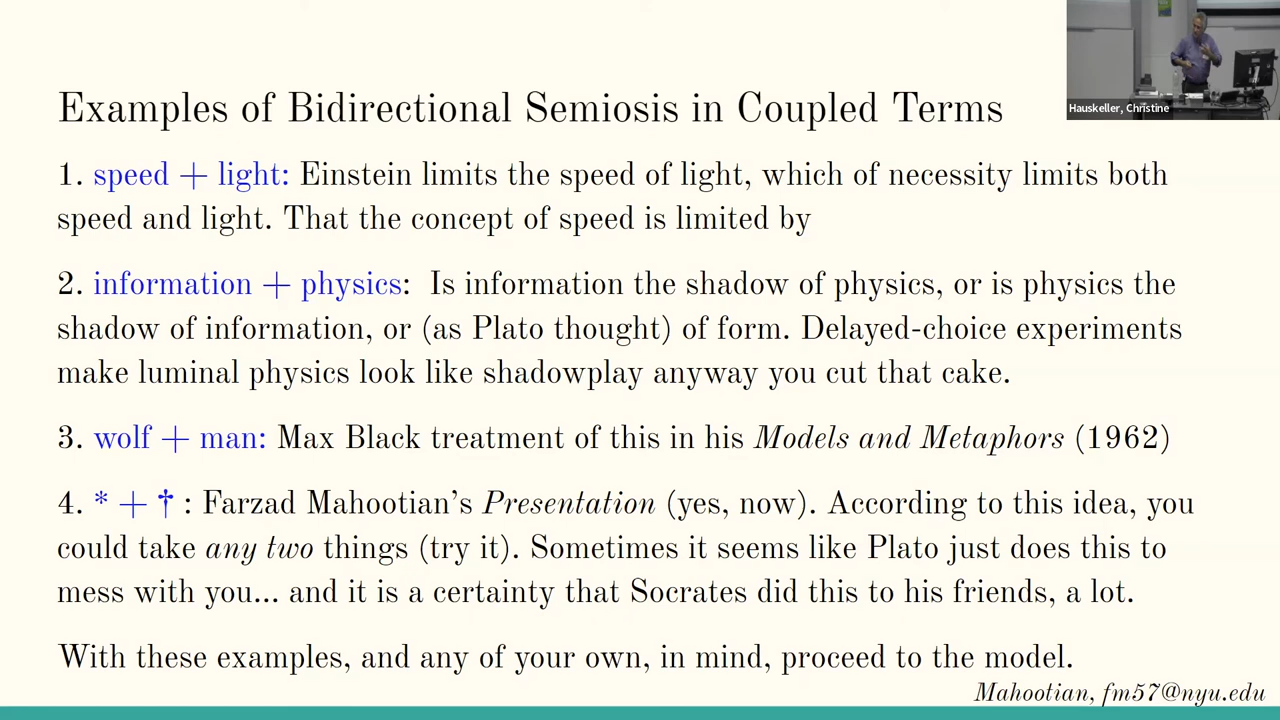 Hauskeller, Christine
Examples of Bidirectional Semiosis in Coupled Terms
1. speed + light: Einstein limits the speed of light, which of necessity limits both
speed and light. That the concept of speed is limited by
2. information + physics:  Is information the shadow of physics, or is physics the
shadow of information, or (as Plato thought) of form. Delayed-choice experiments
make luminal physics look like shadowplay anyway you cut that cake.
3. wolf + man: Max Black treatment of this in his Models and Metaphors (1962)
4. * + † : Farzad Mahootian’s Presentation (yes, now). According to this idea, you
could take any two things (try it). Sometimes it seems like Plato just does this to
mess with you... and it is a certainty that Socrates did this to his friends, a lot.
With these examples, and any of your own, in mind, proceed to the model.
Mahootian, fm57@nyu.edu